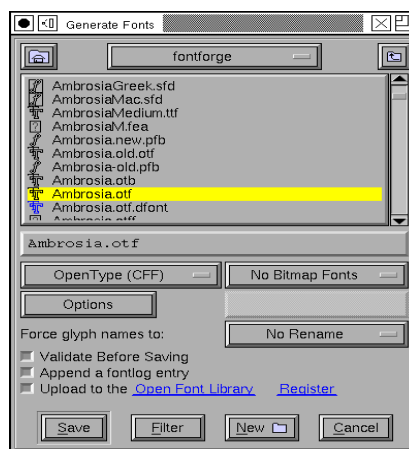 Generate Fonts
fontforge
AmbrosiaGreek.sfd
AmbrosiaMac.sfd
AmbrosiaMedium.ttf
AmbrosiaM.fea
Ambrosia.new.pfb
Ambrosia.old.otf
Ambrosia-old.pfb
Ambrosia.otb
Ambrosia.otf
Ambrosia.otf.dfont
Ambrosia.otff
Ambrosia.otf
OpenType (CFF) No Bitmap Fonts
Options
Force glyph names to: No Rename
Validate Before Saving
Append a fontlog entry
Upload to the Open Font Library Register
Save Filter New Cancel